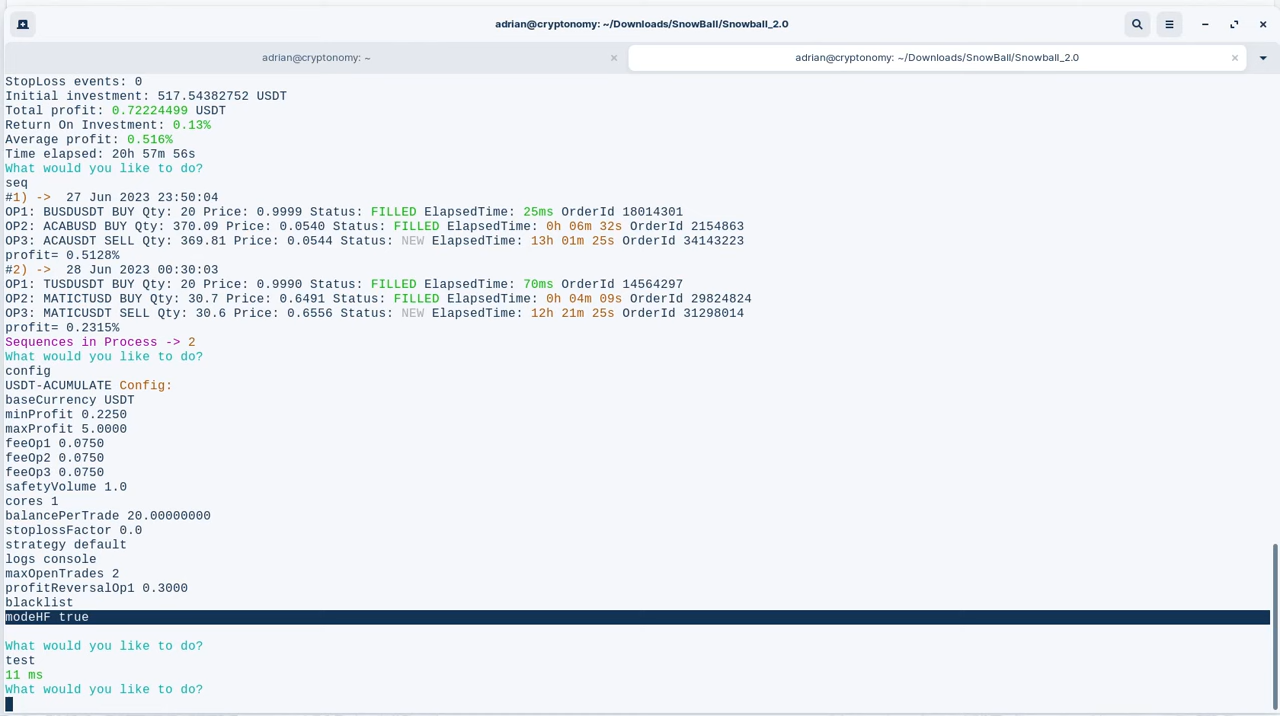 adrian@cryptonomy: ~/Downloads/SnowBall/Snowball_2.0
adrian@cryptonomy: ~
adrian@cryptonomy: ~/Downloads/SnowBall/Snowball_2.0
StopLoss events: 0
Initial investment: 517.54382752 USDT
Total profit: 0.72224499 USDT
Return On Investment: 0.13%
Average profit: 0.516%
Time elapsed: 20h 57m 56s
What would you like to do?
seq
#1) ->  27 Jun 2023 23:50:04
OP1: BUSDUSDT BUY Qty: 20 Price: 0.9999 Status: FILLED ElapsedTime: 25ms OrderId 18014301
OP2: ACABUSD BUY Qty: 370.09 Price: 0.0540 Status: FILLED ElapsedTime: 0h 06m 32s OrderId 2154863
OP3: ACAUSDT SELL Qty: 369.81 Price: 0.0544 Status: NEW ElapsedTime: 13h 01m 25s OrderId 34143223
profit= 0.5128%
#2) ->  28 Jun 2023 00:30:03
OP1: TUSDUSDT BUY Qty: 20 Price: 0.9990 Status: FILLED ElapsedTime: 70ms OrderId 14564297
OP2: MATICTUSD BUY Qty: 30.7 Price: 0.6491 Status: FILLED ElapsedTime: 0h 04m 09s OrderId 29824824
OP3: MATICUSDT SELL Qty: 30.6 Price: 0.6556 Status: NEW ElapsedTime: 12h 21m 25s OrderId 31298014
profit= 0.2315%
Sequences in Process -> 2
What would you like to do?
config
USDT-ACUMULATE Config:
baseCurrency USDT
minProfit 0.2250
maxProfit 5.0000
feeOp1 0.0750
feeOp2 0.0750
feeOp3 0.0750
safetyVolume 1.0
cores 1
balancePerTrade 20.00000000
stoplossFactor 0.0
strategy default
logs console
maxOpenTrades 2
profitReversalOp1 0.3000
blacklist
modeHF true
What would you like to do?
test
11 ms
What would you like to do?